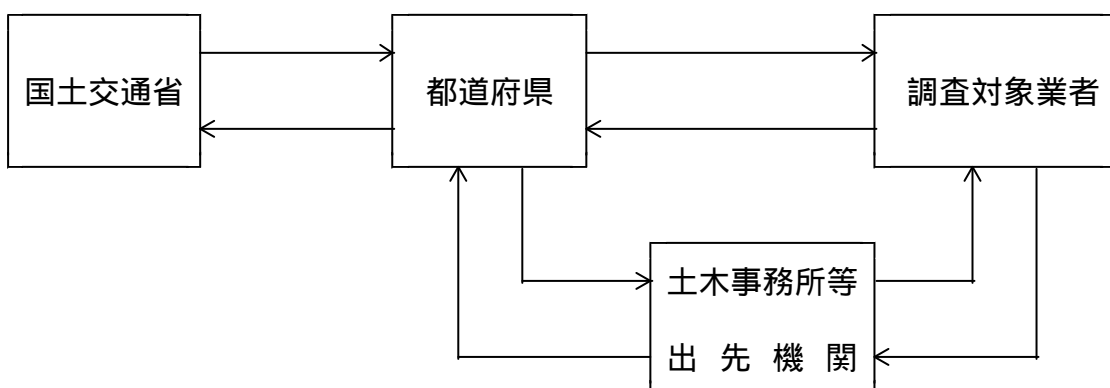 国土交通省
都道府県
調査対象業者
土木事務所等
出先機関